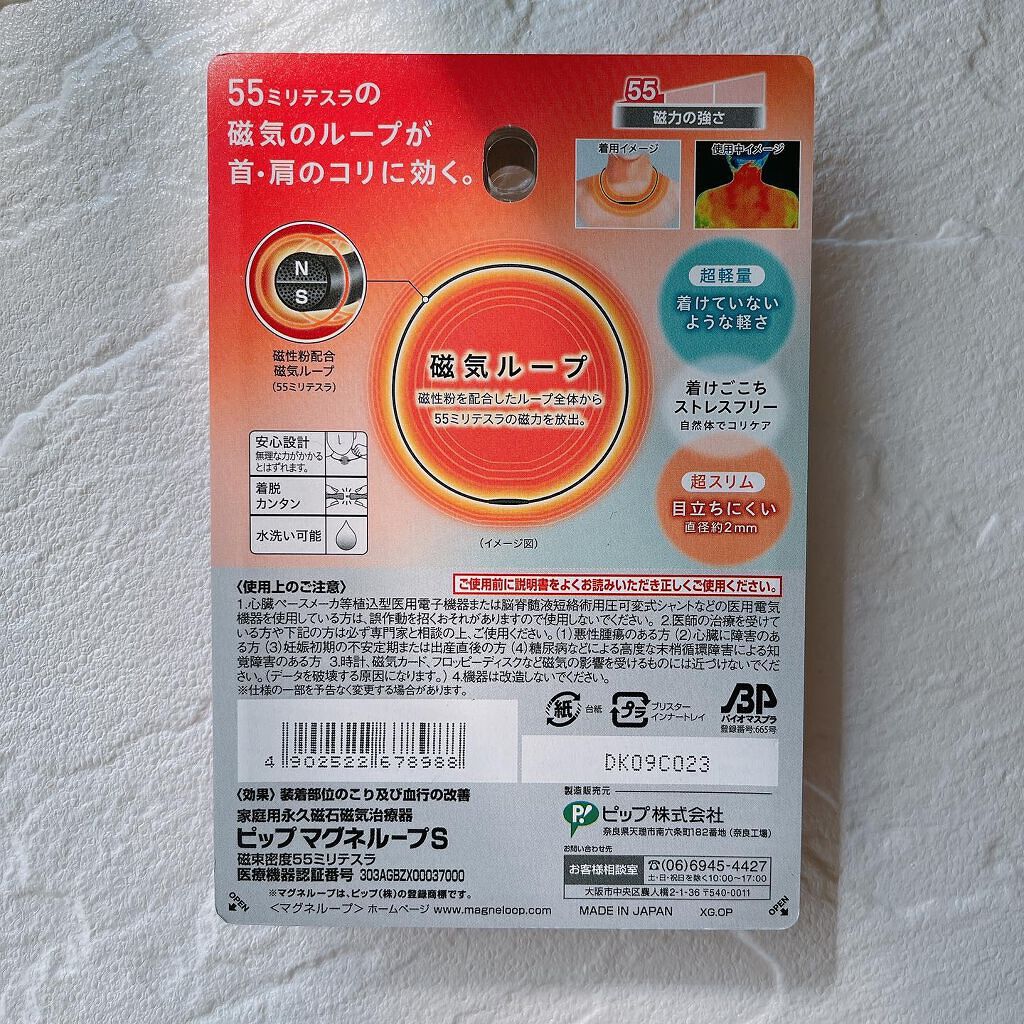 55ミリテスラの
磁気のループが
首・肩のコリに効く。
55
磁力の強さ
着用イメージ
使用中イメージ
N
S
磁性粉配合
磁気ループ
(55ミリテスラ)
磁気ループ
磁性粉を配合したループ全体から
55ミリテスラの磁力を放出。
(イメージ図)
超軽量
着けていない
ような軽さ
着けごこち
ストレスフリー
自然体でコリケア
超スリム
目立ちにくい
直径約2mm
安心設計
無理な力がかかる
とはずれます。
着脱
カンタン
水洗い可能
〈使用上のご注意〉
ご使用前に説明書をよくお読みいただき正しくご使用ください。
1.心臓ペースメーカ等植込型医用電子機器または脳脊髄液短絡術用圧可変式シャントなどの医用電気
機器を使用している方は、誤作動を招くおそれがありますので使用しないでください。 2.医師の治療を受けて
いる方や下記の方は必ず専門家と相談の上、ご使用ください。(1)悪性腫瘍のある方 (2)心臓に障害のあ
る方 (3)妊娠初期の不安定期または出産直後の方 (4)糖尿病などによる高度な末梢循環障害による知
覚障害のある方 3.時計、磁気カード、フロッピーディスクなど磁気の影響を受けるものには近づけないでくだ
さい。(データを破壊する原因になります。) 4.機器は改造しないでください。
※仕様の一部を予告なく変更する場合があります。
紙
台紙
プラ
ブリスター
インナートレイ
BP
バイオマスプラ
登録番号:665号
4 902522 678988
DK09C023
〈効果〉装着部位のこり及び血行の改善
家庭用永久磁石磁気治療器
ピップ マグネループS
磁束密度55ミリテスラ
医療機器認証番号 303AGBZX00037000
※マグネループは、ピップ(株)の登録商標です。
<マグネループ> ホームページ www.magneloop.com
製造販売元
P!
ピップ株式会社
奈良県天理市南六条町182番地 (奈良工場)
お問い合わせ先
お客様相談室
☎(06)6945-4427
土・日・祝日を除く10:00〜17:00
大阪市中央区農人橋2-1-36 〒540-0011
MADE IN JAPAN
XG.OP
OPEN
OPEN